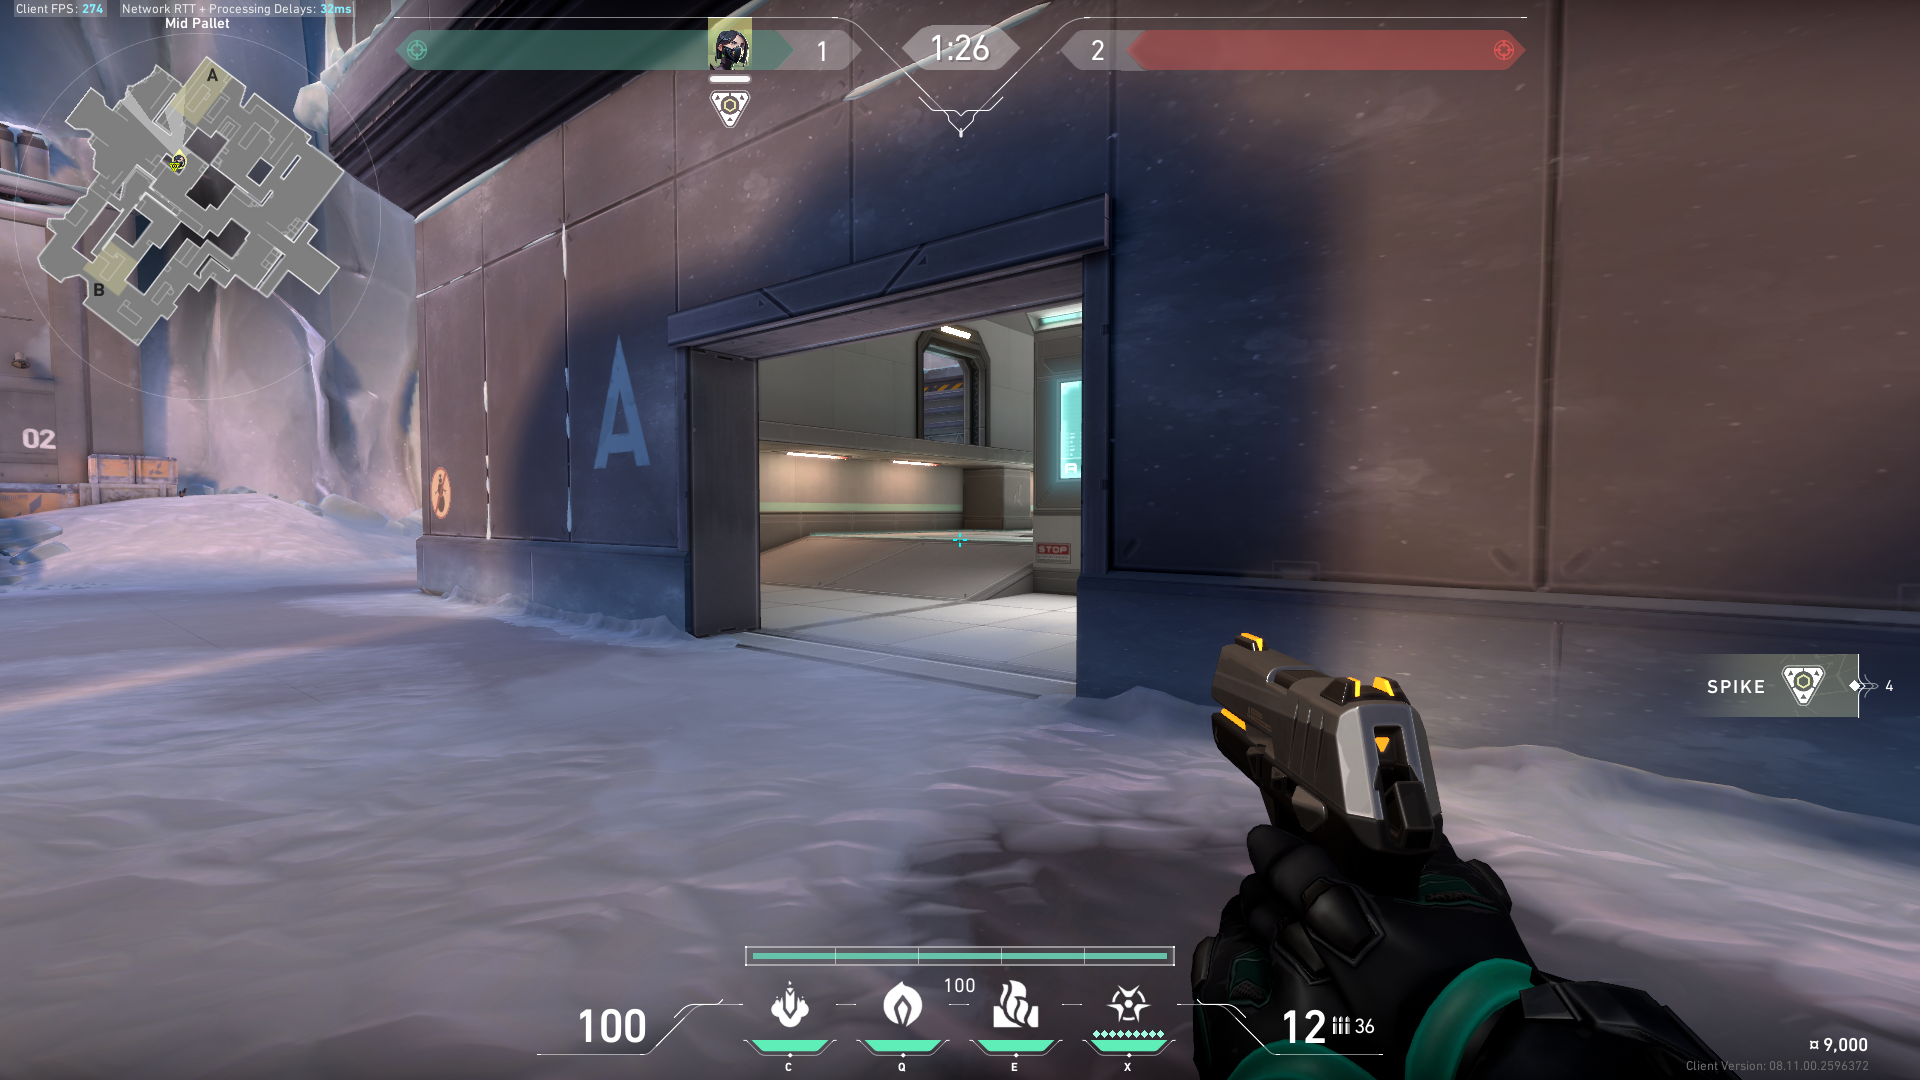 Client FPS: 274 Network RTT + Processing Delays: 32ms
Mid Pallet
A
B
1
1:26
2
02
A
A
STOP
SPIKE
4
100
100
12 36
C
Q
E
X
¤ 9,000
Client Version: 08.11.00.2596372